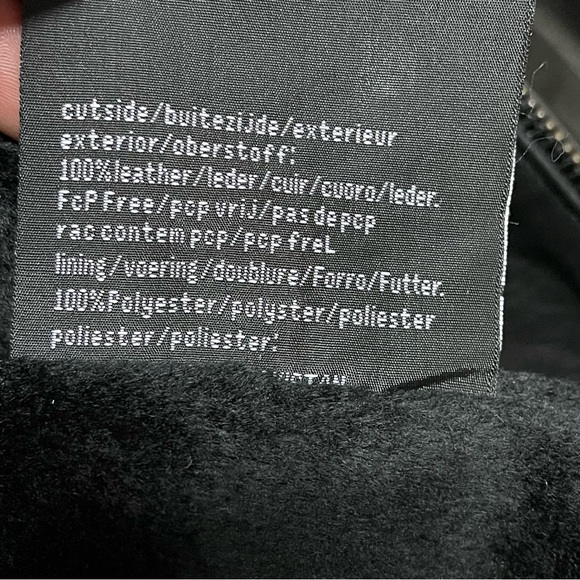 outside/buitezijde/exterieur
exterior/oberstoff:
100%leather/leder/cuir/cuoro/leder.
FcP Free/pcp vrij/pas de pcp
rac contem pcp/pcp freL
lining/voering/doublure/Forro/Futter.
100%Polyester/polyster/poliester
poliester/poliester: